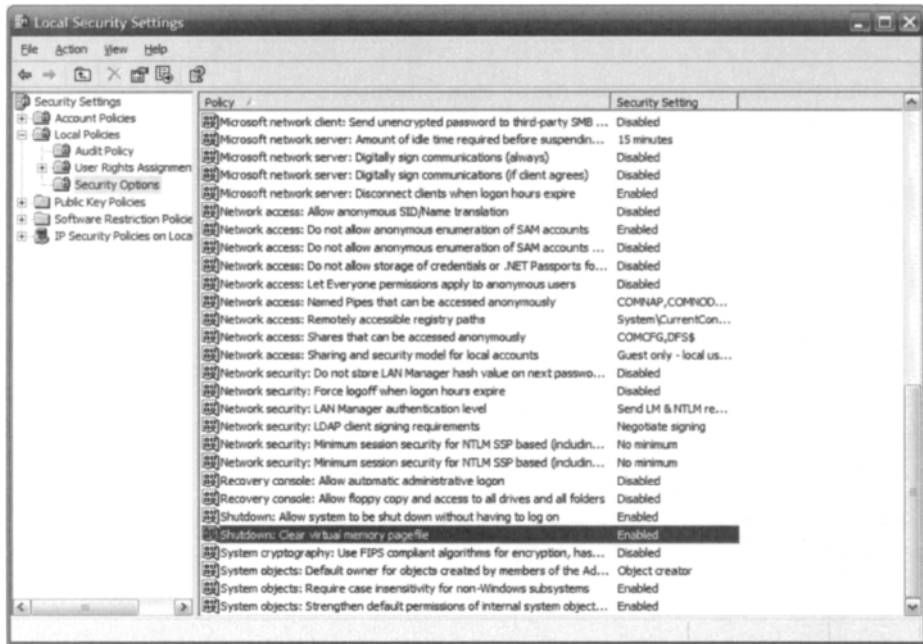 Local Security Settings
File Action View Help
Security Settings
Account Policies
Local Policies
Audit Policy
User Rights Assignmen
Security Options
Public Key Policies
Software Restriction Policie
IP Security Policies on Loca
Policy Security Setting
Microsoft network client: Send unencrypted password to third-party SMB ... Disabled
Microsoft network server: Amount of idle time required before suspendin... 15 minutes
Microsoft network server: Digitally sign communications (always) Disabled
Microsoft network server: Digitally sign communications (if client agrees) Disabled
Microsoft network server: Disconnect clients when logon hours expire Enabled
Network access: Allow anonymous SID/Name translation Disabled
Network access: Do not allow anonymous enumeration of SAM accounts Enabled
Network access: Do not allow anonymous enumeration of SAM accounts ... Disabled
Network access: Do not allow storage of credentials or .NET Passports fo... Disabled
Network access: Let Everyone permissions apply to anonymous users Disabled
Network access: Named Pipes that can be accessed anonymously COMNAP,COMNOD...
Network access: Remotely accessible registry paths System\CurrentCon...
Network access: Shares that can be accessed anonymously COMCFG,DFS$
Network access: Sharing and security model for local accounts Guest only - local us...
Network security: Do not store LAN Manager hash value on next passwo... Disabled
Network security: Force logoff when logon hours expire Disabled
Network security: LAN Manager authentication level Send LM & NTLM re...
Network security: LDAP client signing requirements Negotiate signing
Network security: Minimum session security for NTLM SSP based (includin... No minimum
Network security: Minimum session security for NTLM SSP based (includin... No minimum
Recovery console: Allow automatic administrative logon Disabled
Recovery console: Allow floppy copy and access to all drives and all folders Disabled
Shutdown: Allow system to be shut down without having to log on Enabled
Shutdown: Clear virtual memory pagefile Enabled
System cryptography: Use FIPS compliant algorithms for encryption, has... Disabled
System objects: Default owner for objects created by members of the Ad... Object creator
System objects: Require case insensitivity for non-Windows subsystems Enabled
System objects: Strengthen default permissions of internal system object... Enabled